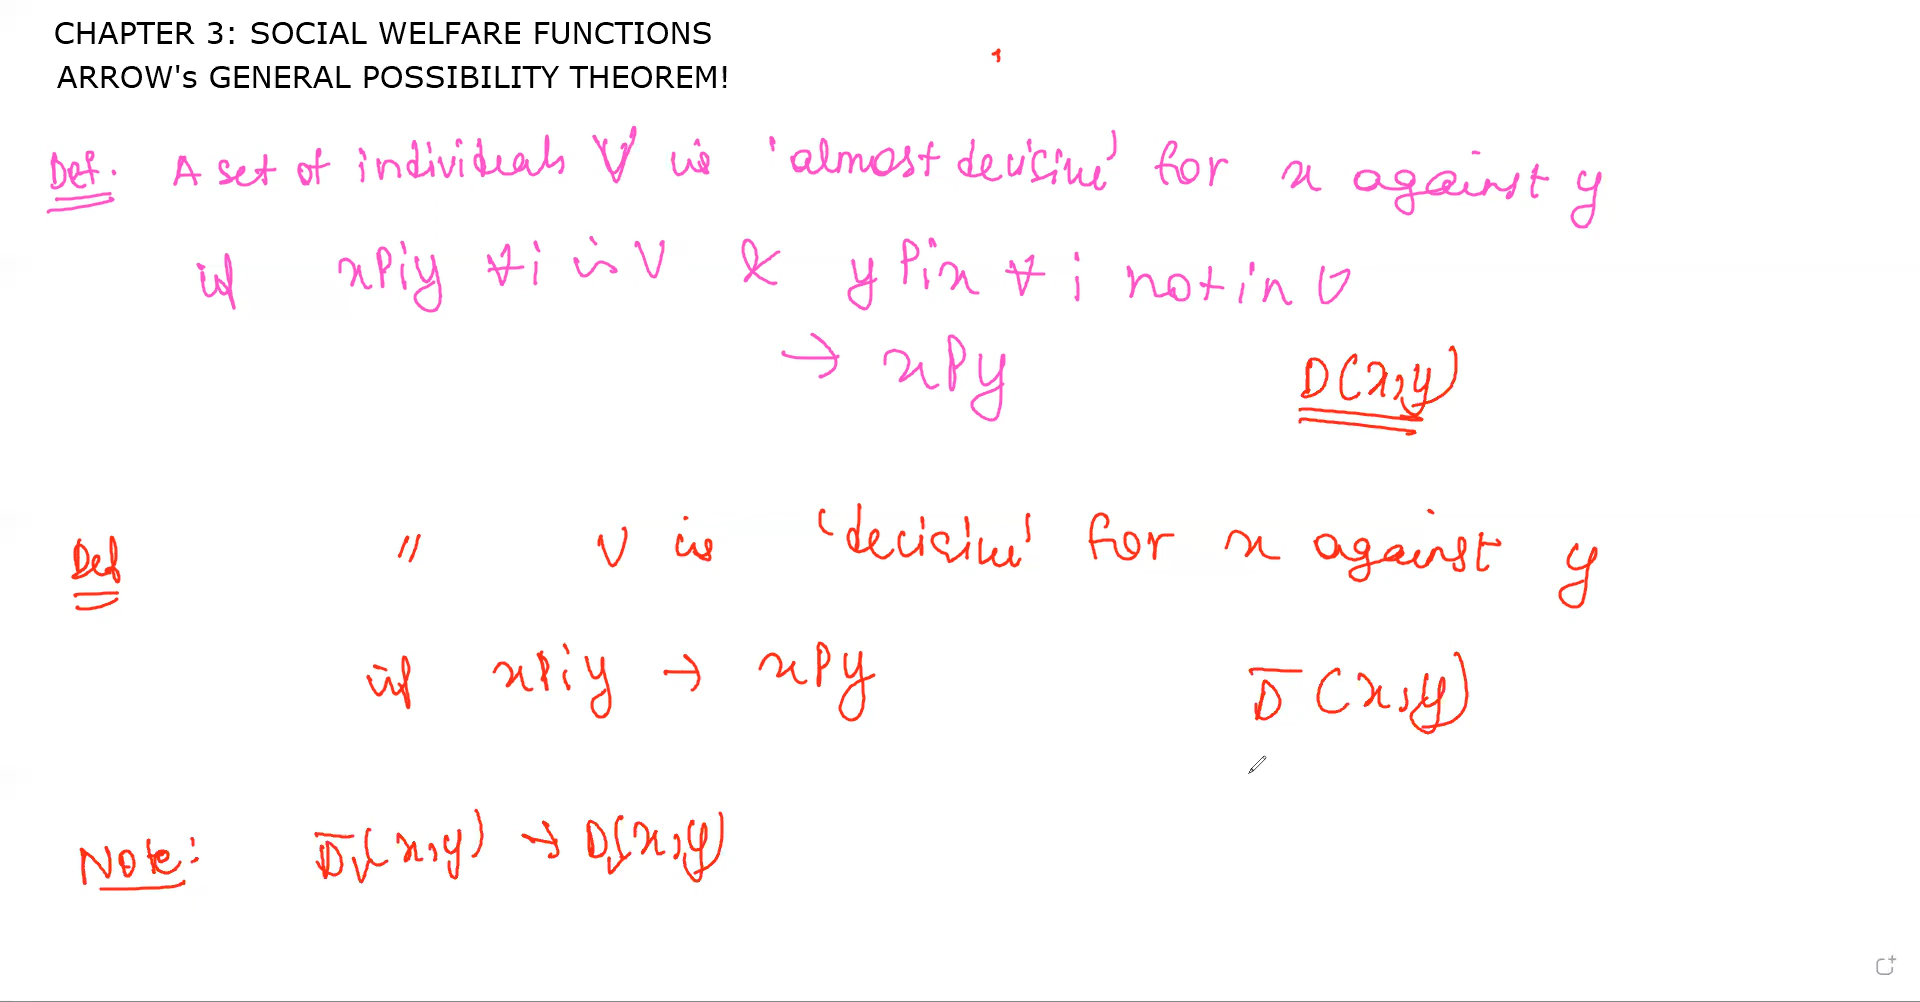 CHAPTER 3: SOCIAL WELFARE FUNCTIONS
ARROW's GENERAL POSSIBILITY THEOREM!
Def. A set of individuals V is 'almost decisive' for x against y
if xPiy ∀i in V & yPix ∀ i not in V
→ xPy
D(x,y)
Def " V is 'decisive' for x against y
if xPiy → xPy D̅(x,y)
Note: D̅ᵥ(x,y) → Dᵥ(x,y)